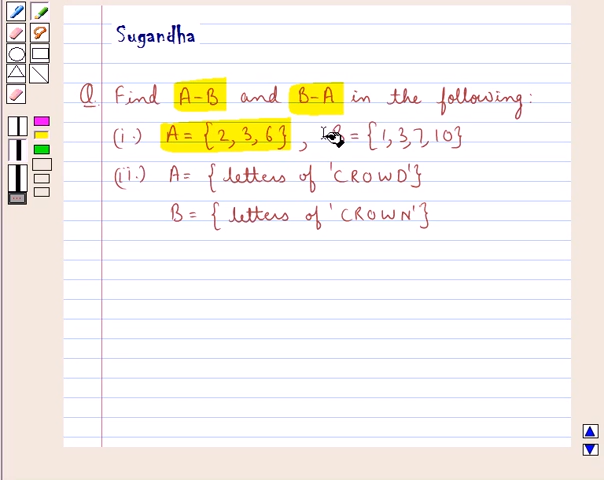 Sugandha
Q. Find A-B and B-A in the following:
(i.) A = {2, 3, 6} , B = {1, 3, 7, 10}
(ii.) A = { letters of 'CROWD'}
B = { letters of 'CROWN'}